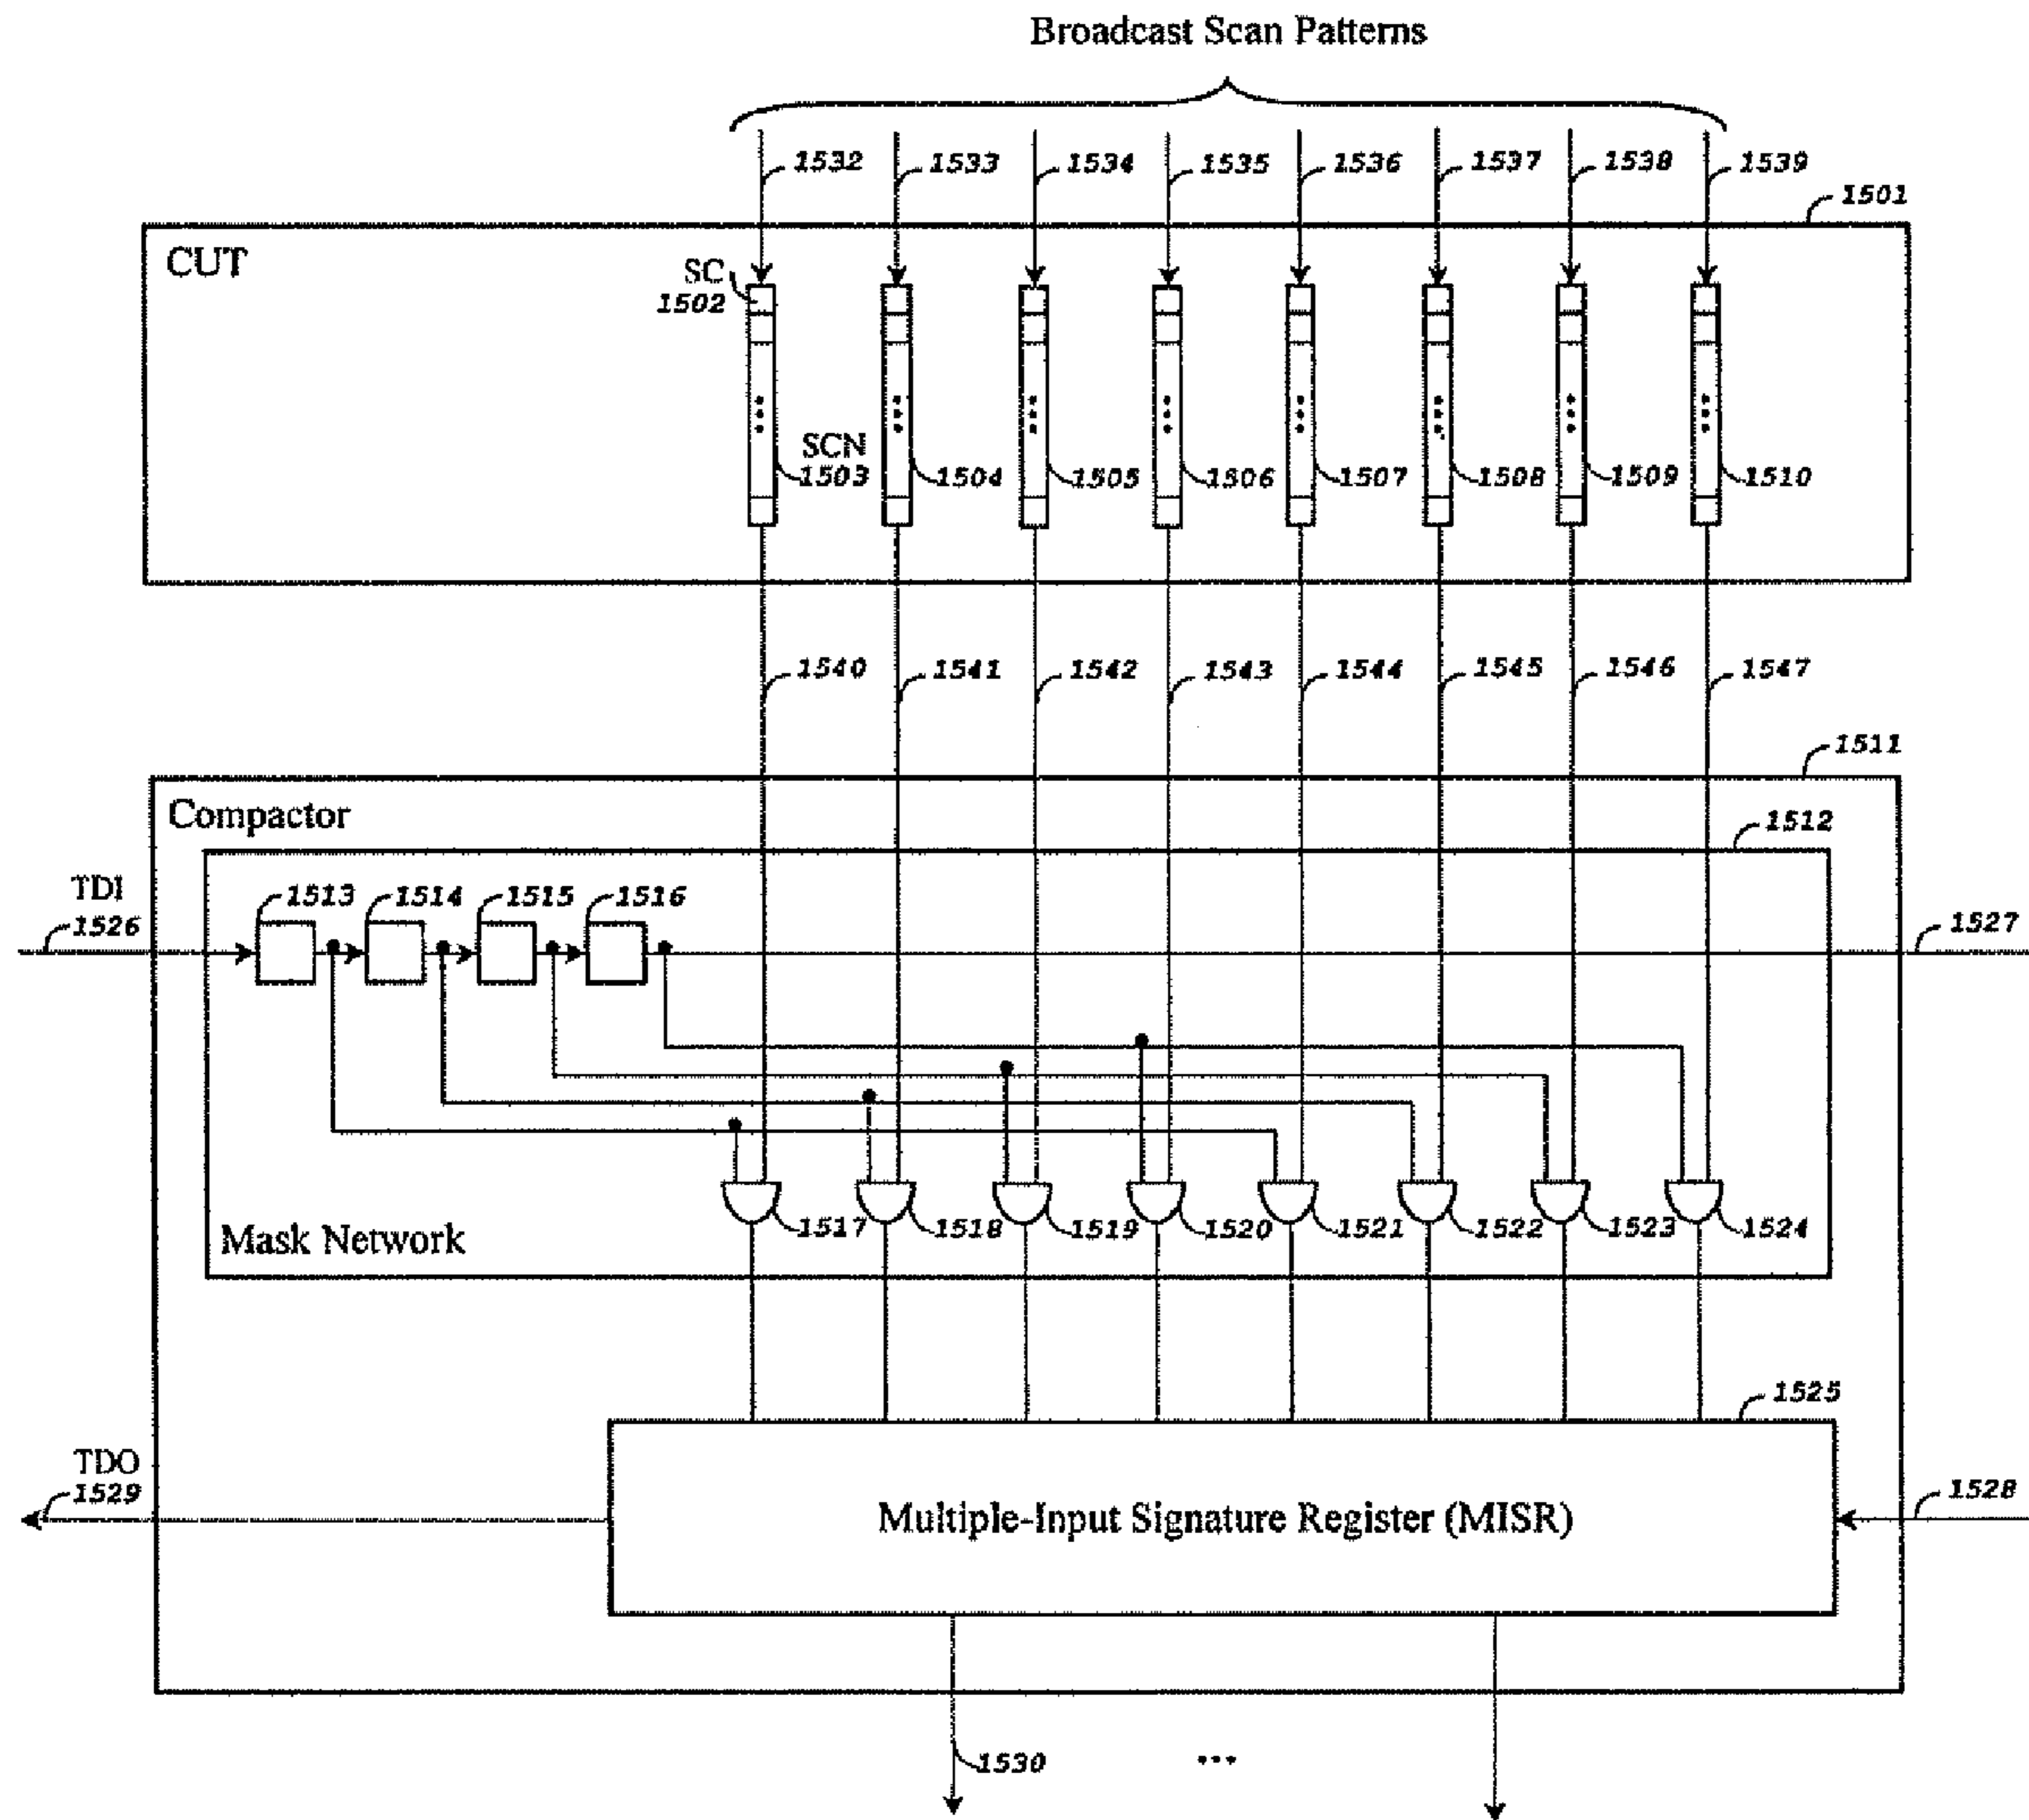 Broadcast Scan Patterns
1532 1533 1534 1535 1536 1537 1538 1539
1501
CUT
SC
1502
SCN
1503 1504 1505 1506 1507 1508 1509 1510
1540 1541 1542 1543 1544 1545 1546 1547
1511
Compactor
1512
TDI
1526
1513 1514 1515 1516
1527
1517 1518 1519 1520 1521 1522 1523 1524
Mask Network
1525
TDO
1529
Multiple-Input Signature Register (MISR)
1528
1530 ...